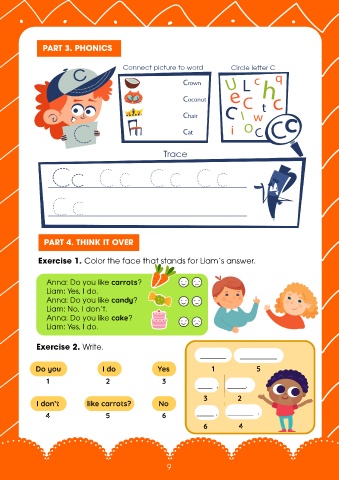 PART 3. PHONICS
Connect picture to word
Circle letter C
C
C
Crown
Coconut
Chair
Cat
U L c q
e c h
C t c
w
i o c
Cc
Trace
Cc Cc Cc Cc
Cc
PART 4. THINK IT OVER
Exercise 1. Color the face that stands for Liam's answer.
Anna: Do you like carrots?
Liam: Yes, I do.
Anna: Do you like candy?
Liam: No, I don't.
Anna: Do you like cake?
Liam: Yes, I do.
Exercise 2. Write.
Do you I do Yes
1 2 3
I don't like carrots? No
4 5 6
1 5
3 2
6 4
9